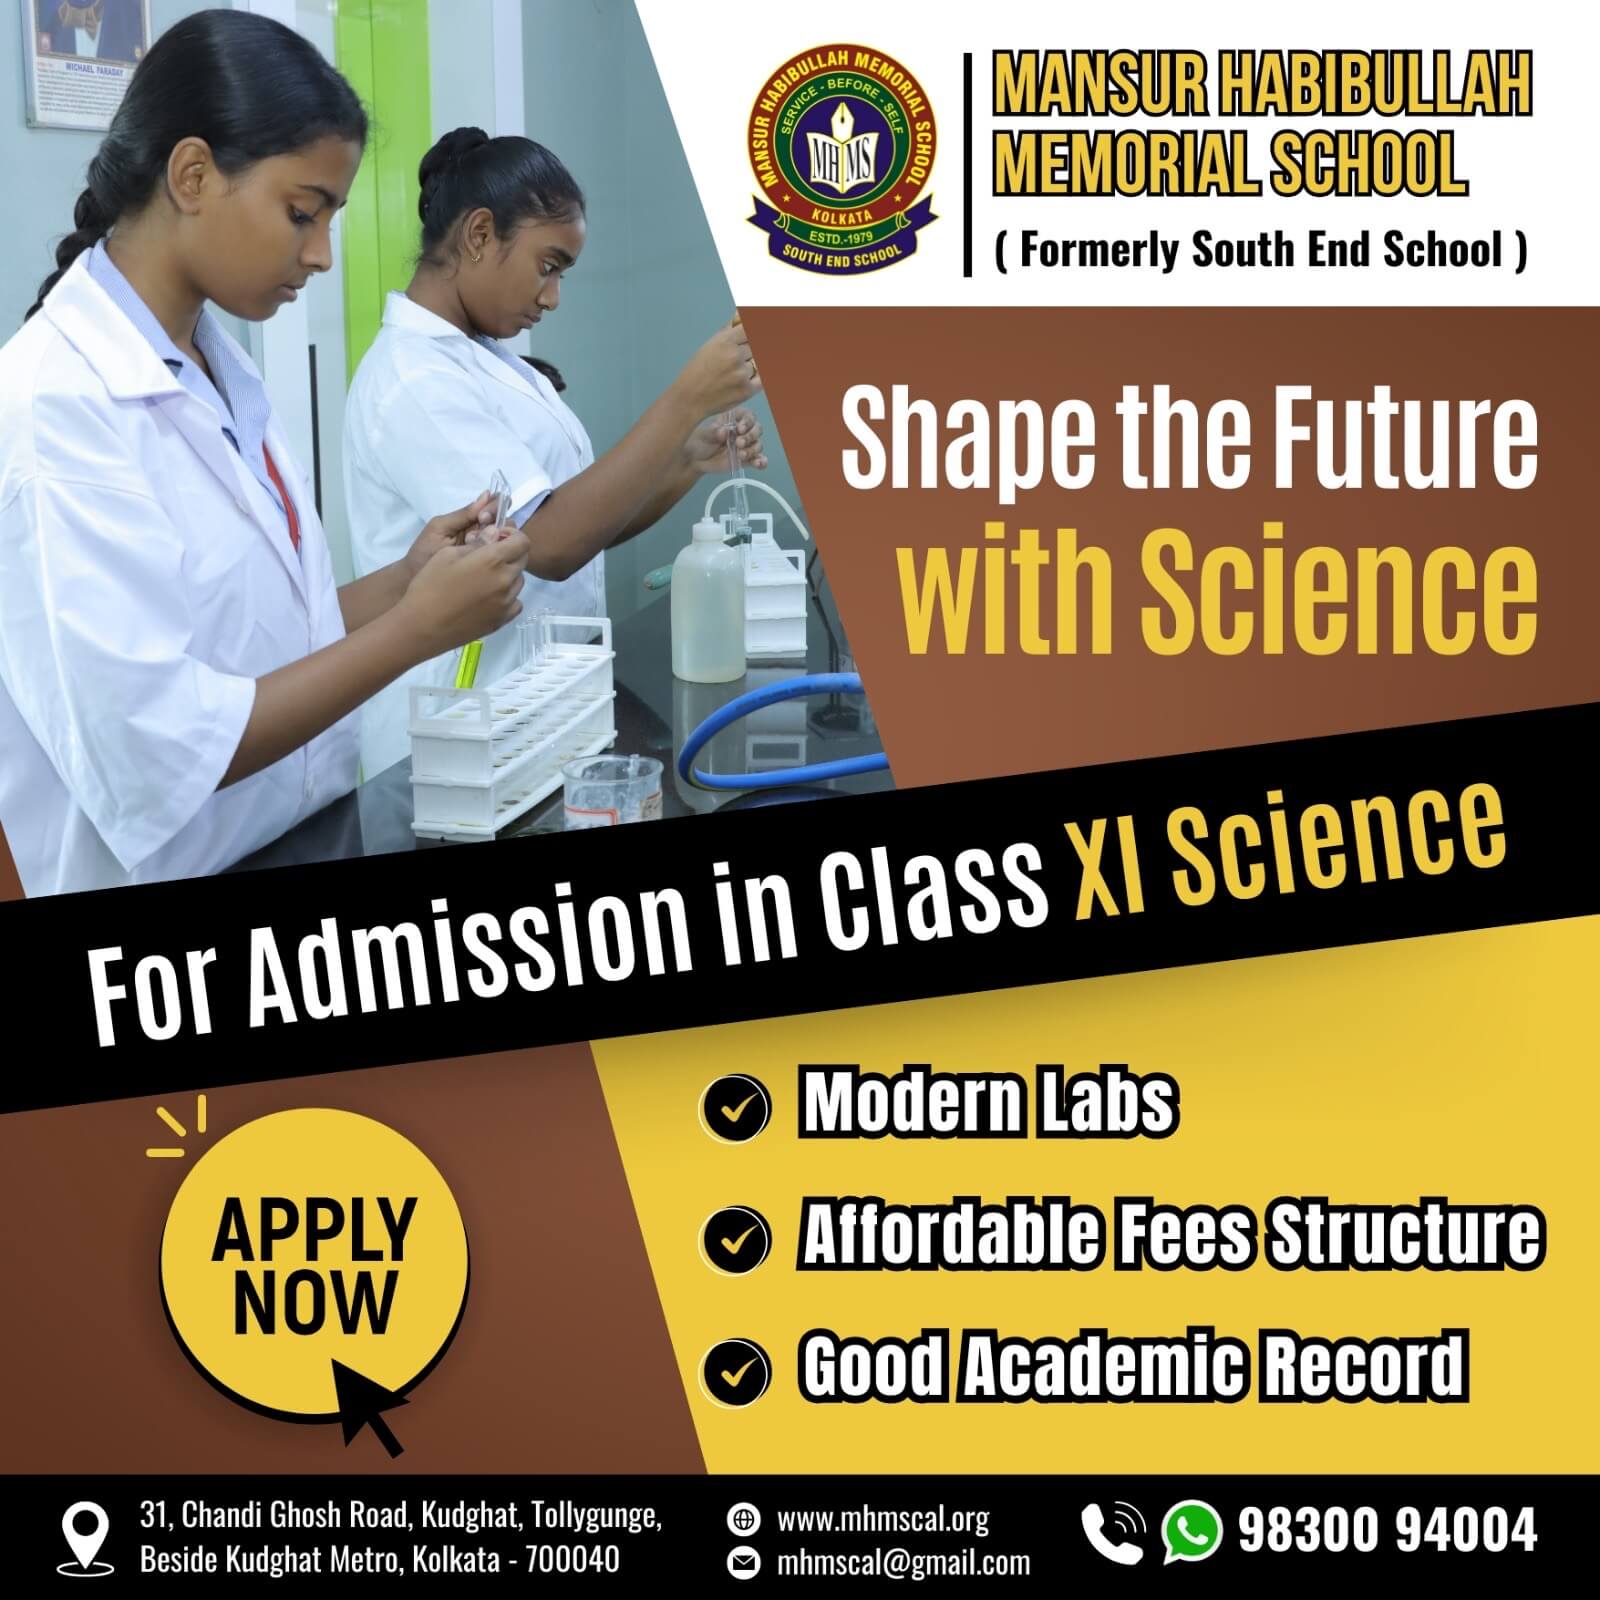 MICHAEL FARADAY
MANSUR HABIBULLAH MEMORIAL SCHOOL
SERVICE - BEFORE - SELF
MHMS
KOLKATA
ESTD.-1979
SOUTH END SCHOOL
MANSUR HABIBULLAH
MEMORIAL SCHOOL
( Formerly South End School )
Shape the Future
with Science
For Admission in Class XI Science
APPLY
NOW
Modern Labs
Affordable Fees Structure
Good Academic Record
31, Chandi Ghosh Road, Kudghat, Tollygunge,
Beside Kudghat Metro, Kolkata - 700040
www.mhmscal.org
mhmscal@gmail.com
98300 94004